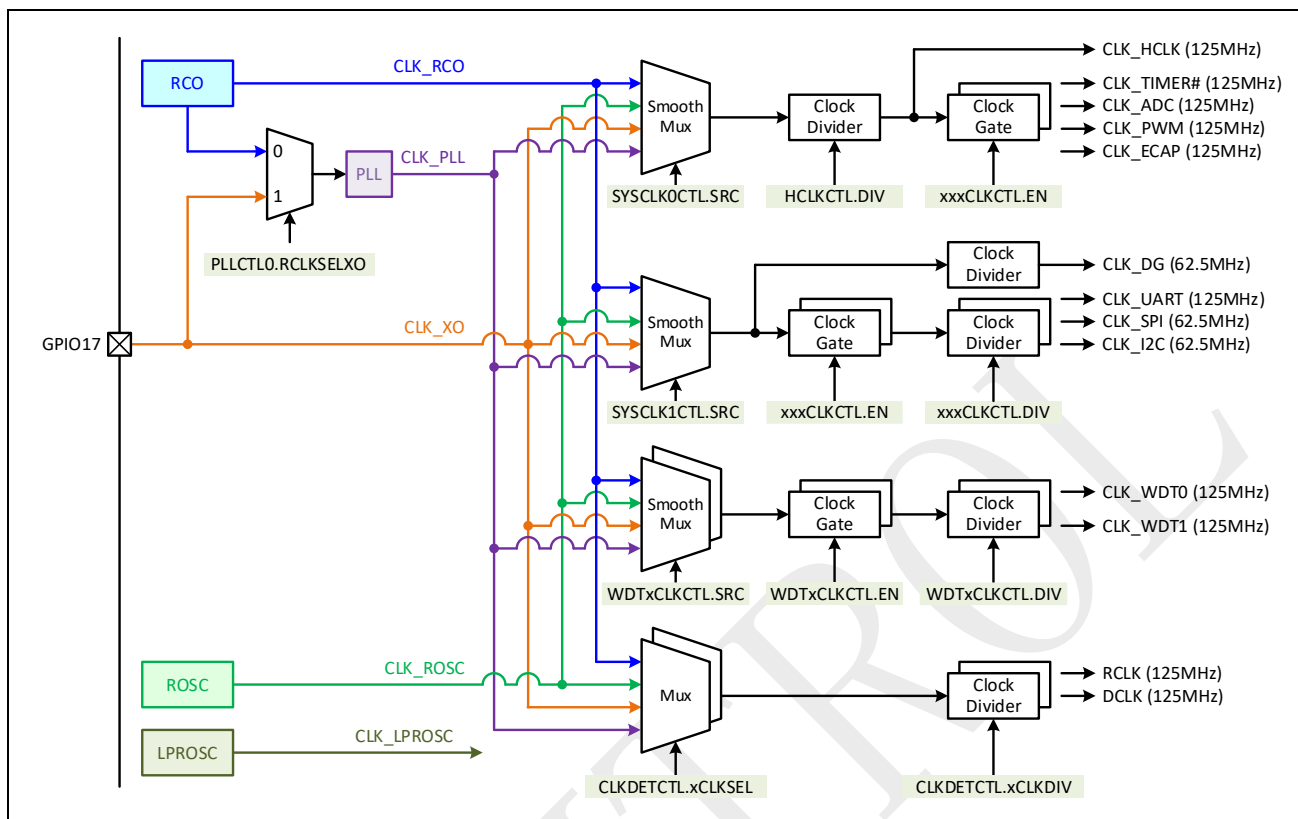 RCO
CLK_RCO
0
1
CLK_PLL
PLL
PLLCTL0.RCLKSELXO
Smooth
Mux
SYSCLK0CTL.SRC
Clock
Divider
HCLKCTL.DIV
Clock
Gate
xxxCLKCTL.EN
CLK_HCLK (125MHz)
CLK_TIMER# (125MHz)
CLK_ADC (125MHz)
CLK_PWM (125MHz)
CLK_ECAP (125MHz)
GPIO17
CLK_XO
Smooth
Mux
SYSCLK1CTL.SRC
Clock
Divider
CLK_DG (62.5MHz)
Clock
Gate
xxxCLKCTL.EN
Clock
Divider
xxxCLKCTL.DIV
CLK_UART (125MHz)
CLK_SPI (62.5MHz)
CLK_I2C (62.5MHz)
Smooth
Mux
WDTxCLKCTL.SRC
Clock
Gate
WDTxCLKCTL.EN
Clock
Divider
WDTxCLKCTL.DIV
CLK_WDT0 (125MHz)
CLK_WDT1 (125MHz)
ROSC
CLK_ROSC
LPROSC
CLK_LPROSC
Mux
CLKDETCTL.xCLKSEL
Clock
Divider
CLKDETCTL.xCLKDIV
RCLK (125MHz)
DCLK (125MHz)
TROL